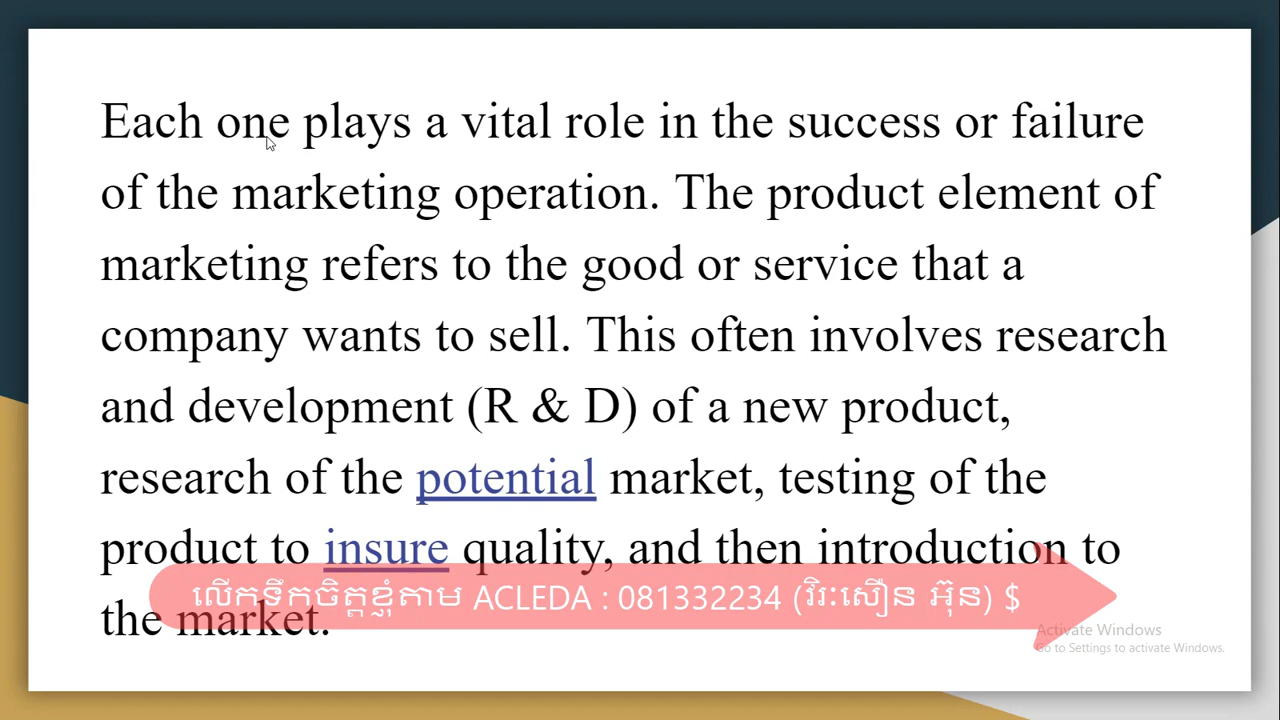 Each one plays a vital role in the success or failure
of the marketing operation. The product element of
marketing refers to the good or service that a
company wants to sell. This often involves research
and development (R & D) of a new product,
research of the potential market, testing of the
product to insure quality, and then introduction to
the market.
លើកទឹកចិត្តខ្ញុំតាម ACLEDA : 081332234 (វិរៈសឿន អ៊ុន) $
Activate Windows
Go to Settings to activate Windows.